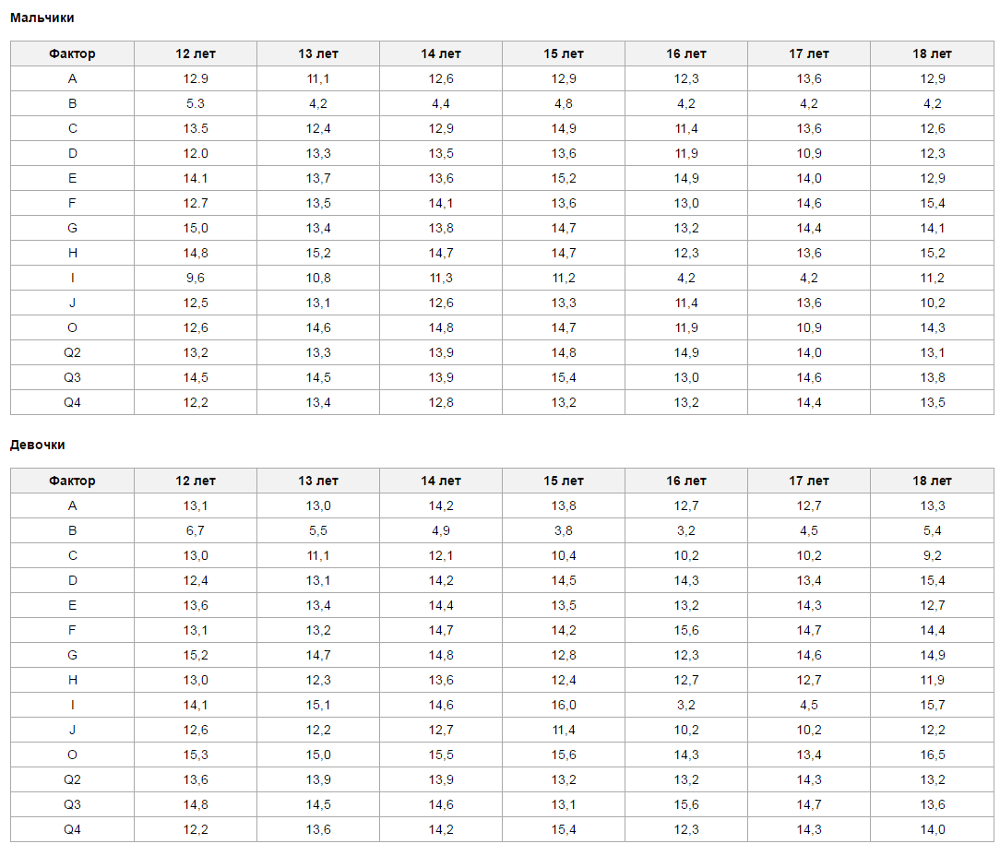 Мальчики
Фактор 12 лет 13 лет 14 лет 15 лет 16 лет 17 лет 18 лет
A 12.9 11,1 12,6 12,9 12,3 13,6 12,9
B 5.3 4,2 4,4 4,8 4,2 4,2 4,2
C 13.5 12,4 12,9 14,9 11,4 13,6 12,6
D 12.0 13,3 13,5 13,6 11,9 10,9 12,3
E 14.1 13,7 13,6 15,2 14,9 14,0 12,9
F 12.7 13,5 14,1 13,6 13,0 14,6 15,4
G 15,0 13,4 13,8 14,7 13,2 14,4 14,1
H 14,8 15,2 14,7 14,7 12,3 13,6 15,2
I 9,6 10,8 11,3 11,2 4,2 4,2 11,2
J 12,5 13,1 12,6 13,3 11,4 13,6 10,2
O 12,6 14,6 14,8 14,7 11,9 10,9 14,3
Q2 13,2 13,3 13,9 14,8 14,9 14,0 13,1
Q3 14,5 14,5 13,9 15,4 13,0 14,6 13,8
Q4 12,2 13,4 12,8 13,2 13,2 14,4 13,5
Девочки
Фактор 12 лет 13 лет 14 лет 15 лет 16 лет 17 лет 18 лет
A 13,1 13,0 14,2 13,8 12,7 12,7 13,3
B 6,7 5,5 4,9 3,8 3,2 4,5 5,4
C 13,0 11,1 12,1 10,4 10,2 10,2 9,2
D 12,4 13,1 14,2 14,5 14,3 13,4 15,4
E 13,6 13,4 14,4 13,5 13,2 14,3 12,7
F 13,1 13,2 14,7 14,2 15,6 14,7 14,4
G 15,2 14,7 14,8 12,8 12,3 14,6 14,9
H 13,0 12,3 13,6 12,4 12,7 12,7 11,9
I 14,1 15,1 14,6 16,0 3,2 4,5 15,7
J 12,6 12,2 12,7 11,4 10,2 10,2 12,2
O 15,3 15,0 15,5 15,6 14,3 13,4 16,5
Q2 13,6 13,9 13,9 13,2 13,2 14,3 13,2
Q3 14,8 14,5 14,6 13,1 15,6 14,7 13,6
Q4 12,2 13,6 14,2 15,4 12,3 14,3 14,0